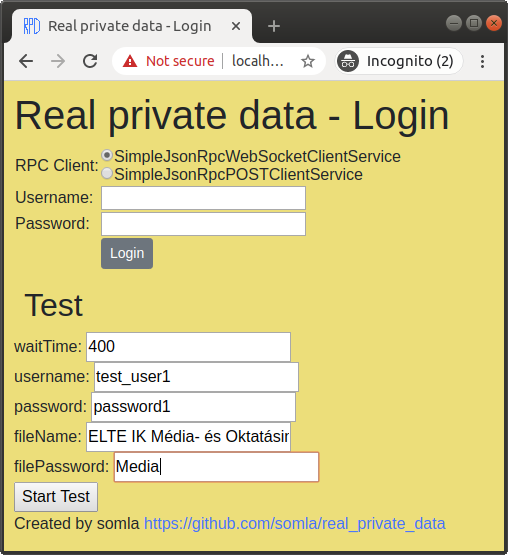 RPD Real private data - Login
Not secure localh... Incognito (2)
Real private data - Login
RPC Client: SimpleJsonRpcWebSocketClientService
SimpleJsonRpcPOSTClientService
Username:
Password:
Login
Test
waitTime: 400
username: test_user1
password: password1
fileName: ELTE IK Média- és Oktatásin
filePassword: Media
Start Test
Created by somla https://github.com/somla/real_private_data